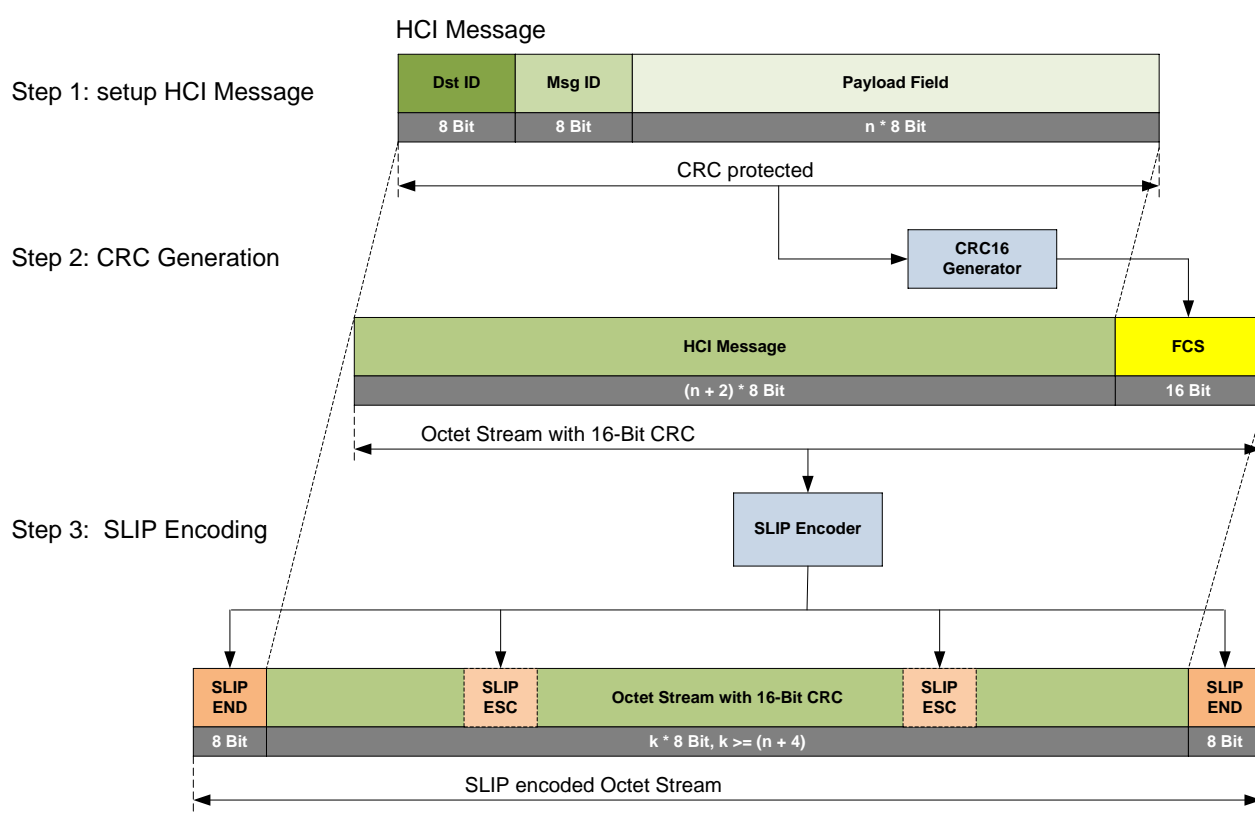 HCI Message
Step 1: setup HCI Message
Dst ID
Msg ID
Payload Field
8 Bit
8 Bit
n * 8 Bit
CRC protected
Step 2: CRC Generation
CRC16
Generator
HCI Message
FCS
(n + 2) * 8 Bit
16 Bit
Octet Stream with 16-Bit CRC
Step 3: SLIP Encoding
SLIP Encoder
SLIP
END
SLIP
ESC
Octet Stream with 16-Bit CRC
SLIP
ESC
SLIP
END
8 Bit
k * 8 Bit, k >= (n + 4)
8 Bit
SLIP encoded Octet Stream